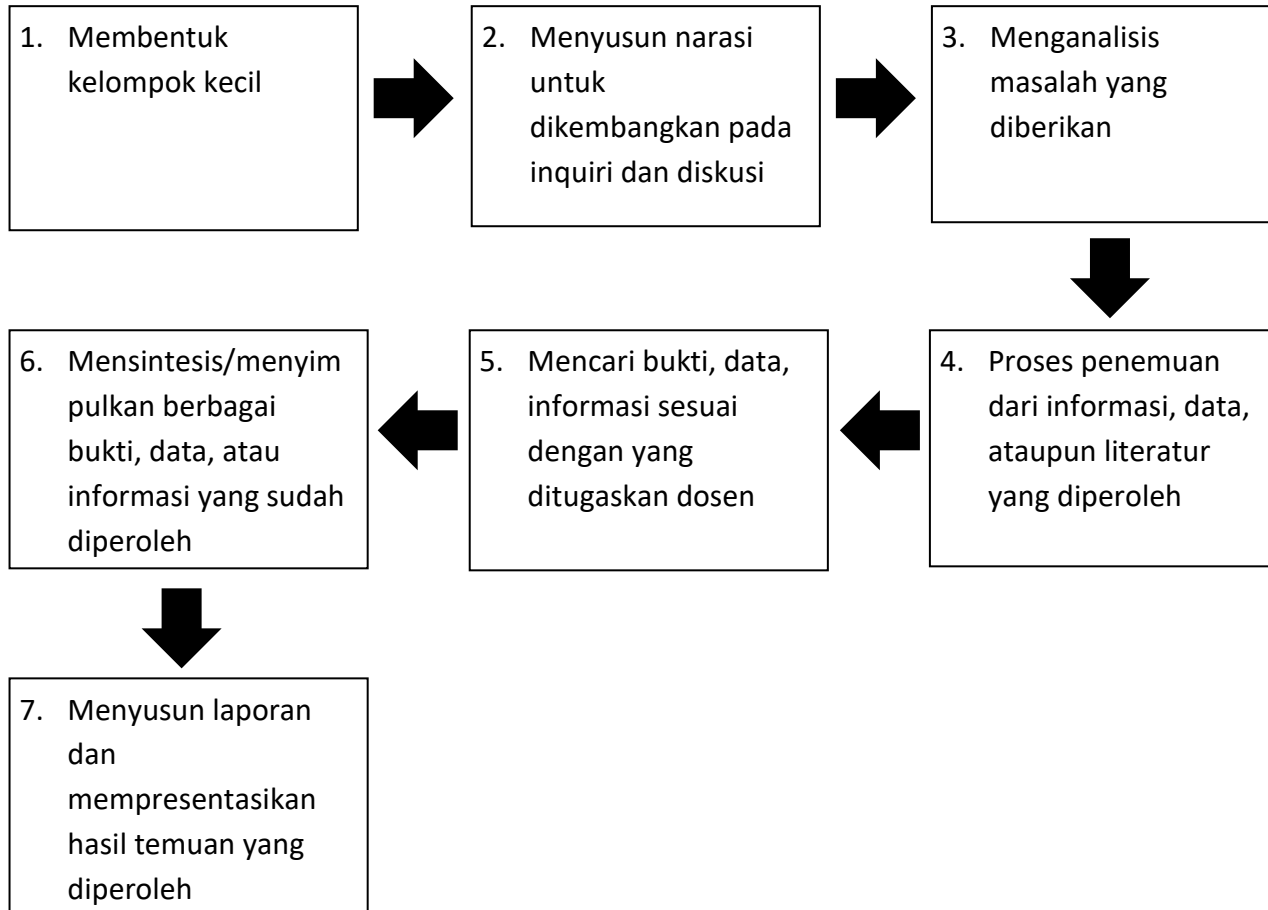 1. Membentuk
kelompok kecil
2. Menyusun narasi
untuk
dikembangkan pada
inquiri dan diskusi
3. Menganalisis
masalah yang
diberikan
4. Proses penemuan
dari informasi, data,
ataupun literatur
yang diperoleh
5. Mencari bukti, data,
informasi sesuai
dengan yang
ditugaskan dosen
6. Mensintesis/menyim
pulkan berbagai
bukti, data, atau
informasi yang sudah
diperoleh
7. Menyusun laporan
dan
mempresentasikan
hasil temuan yang
diperoleh